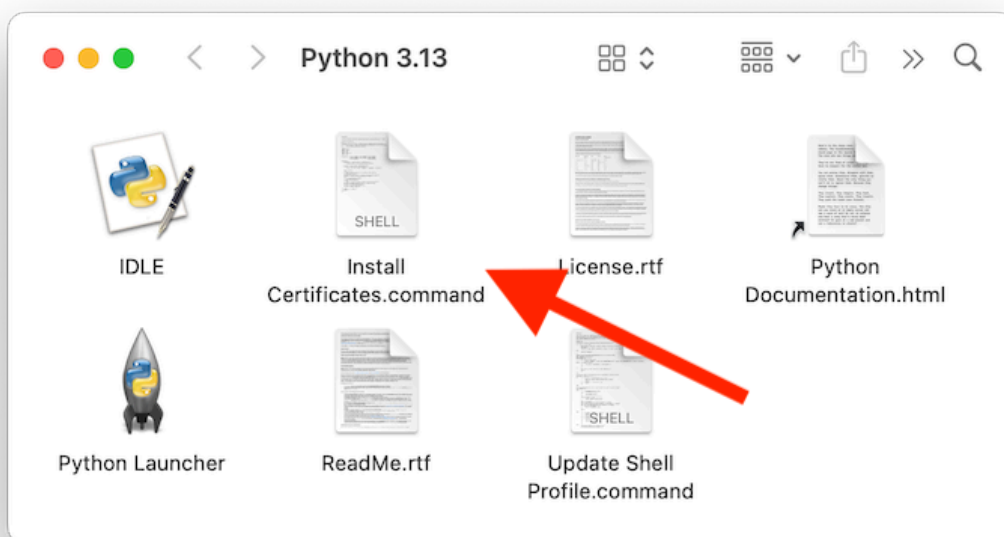 Python 3.13
SHELL
IDLE
Install
Certificates.command
License.rtf
Python
Documentation.html
SHELL
Python Launcher
ReadMe.rtf
Update Shell
Profile.command